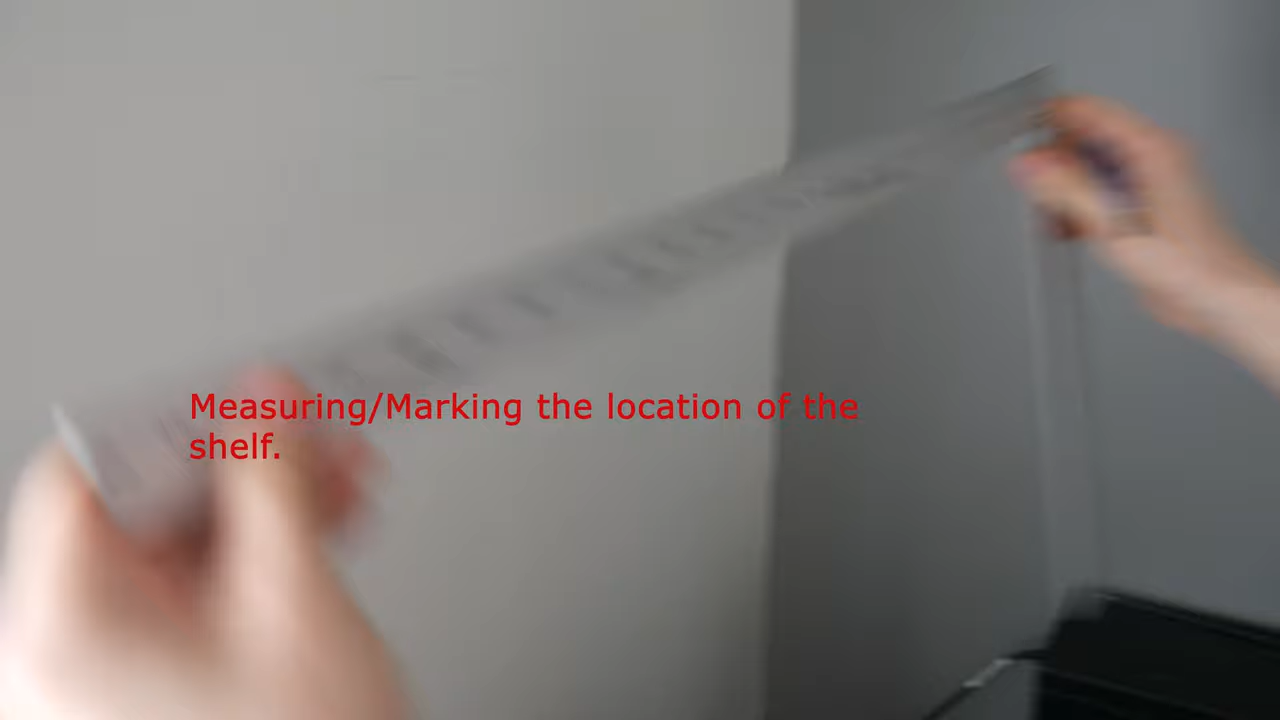 Measuring/Marking the location of the
shelf.